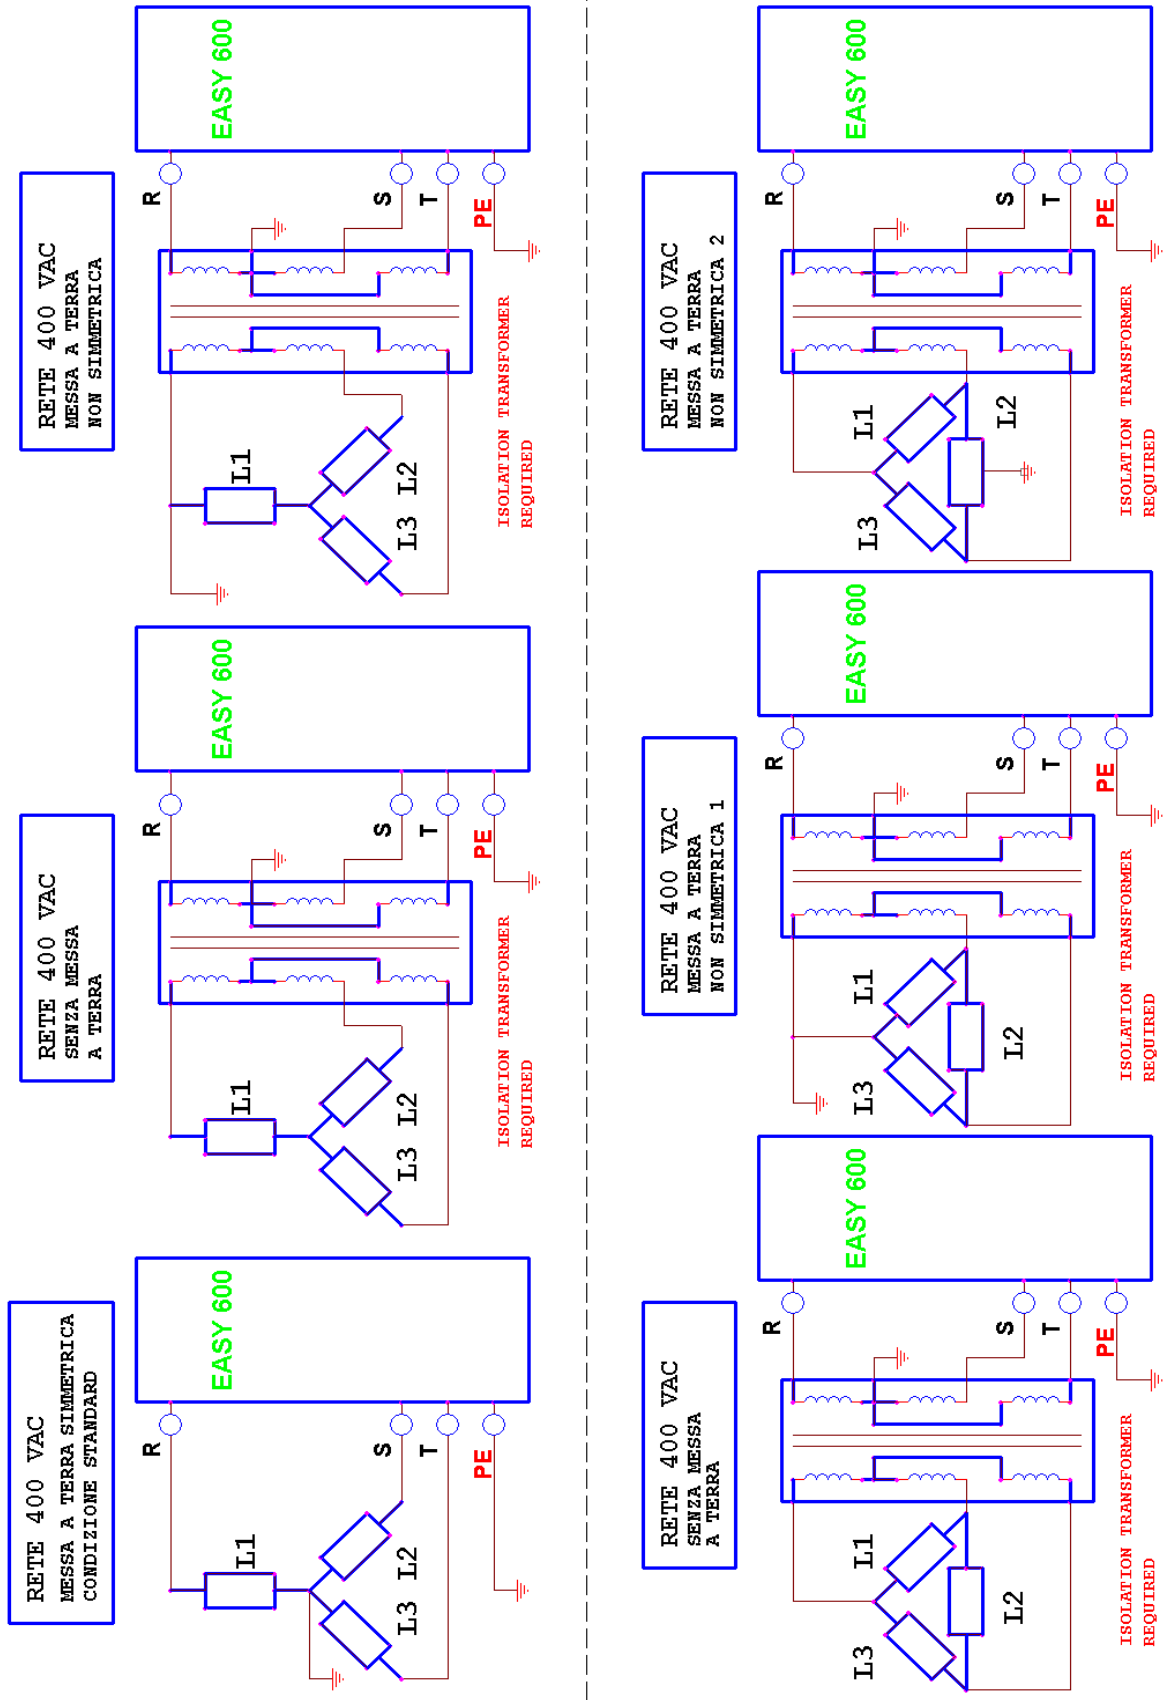 RETE 400 VAC
MESSA A TERRA SIMMETRICA
CONDIZIONE STANDARD
L1
L2
L3
R
S
T
PE
EASY 600
RETE 400 VAC
SENZA MESSA
A TERRA
L1
L2
L3
R
S
T
PE
EASY 600
ISOLATION TRANSFORMER
REQUIRED
RETE 400 VAC
MESSA A TERRA
NON SIMMETRICA
L1
L2
L3
R
S
T
PE
EASY 600
ISOLATION TRANSFORMER
REQUIRED
RETE 400 VAC
SENZA MESSA
A TERRA
L1
L2
L3
R
S
T
PE
EASY 600
ISOLATION TRANSFORMER
REQUIRED
RETE 400 VAC
MESSA A TERRA
NON SIMMETRICA 1
L1
L2
L3
R
S
T
PE
EASY 600
ISOLATION TRANSFORMER
REQUIRED
RETE 400 VAC
MESSA A TERRA
NON SIMMETRICA 2
L1
L2
L3
R
S
T
PE
EASY 600
ISOLATION TRANSFORMER
REQUIRED